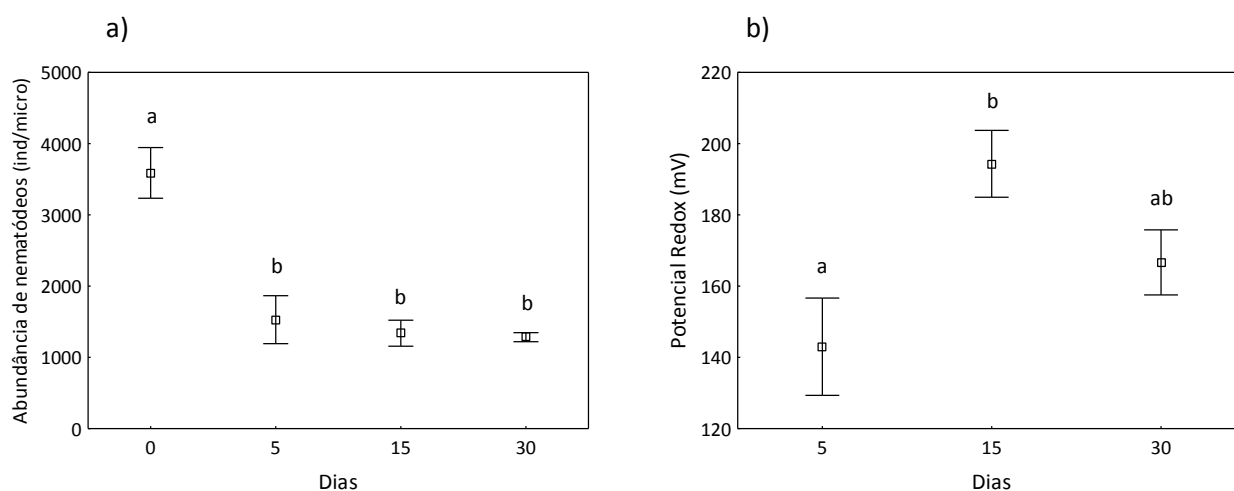 a)
Abundância de nematódeos (ind/micro)
5000
4000
3000
2000
1000
0
a
b
b
b
0 5 15 30
Dias
b)
Potencial Redox (mV)
220
200
180
160
140
120
a
b
ab
5 15 30
Dias